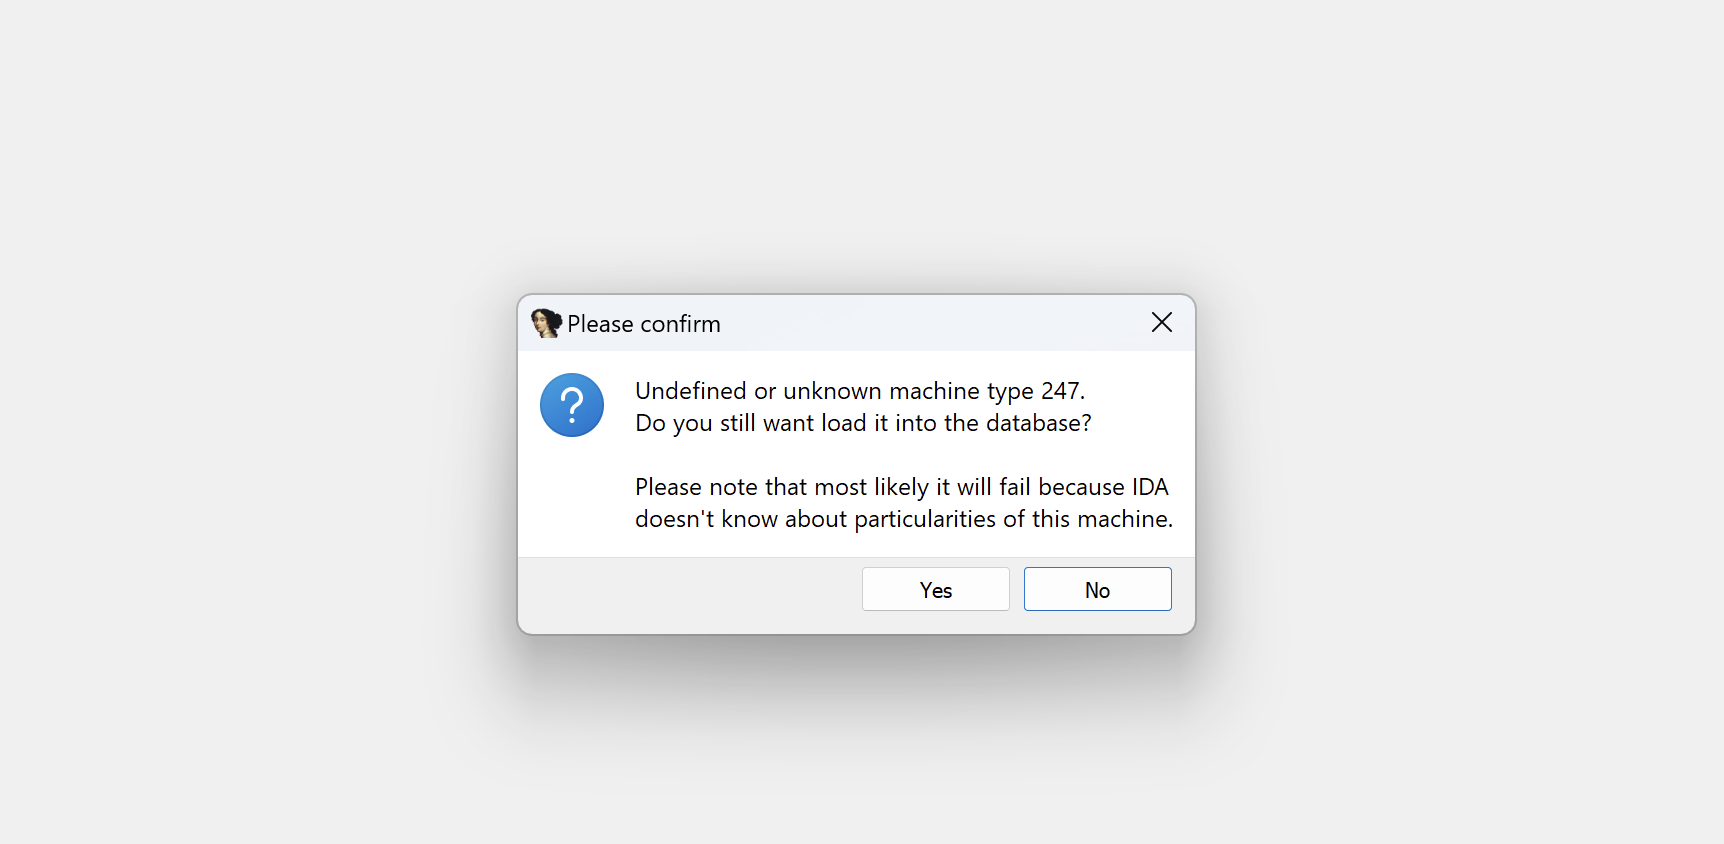 Please confirm
Undefined or unknown machine type 247.
Do you still want load it into the database?
Please note that most likely it will fail because IDA
doesn't know about particularities of this machine.
Yes
No